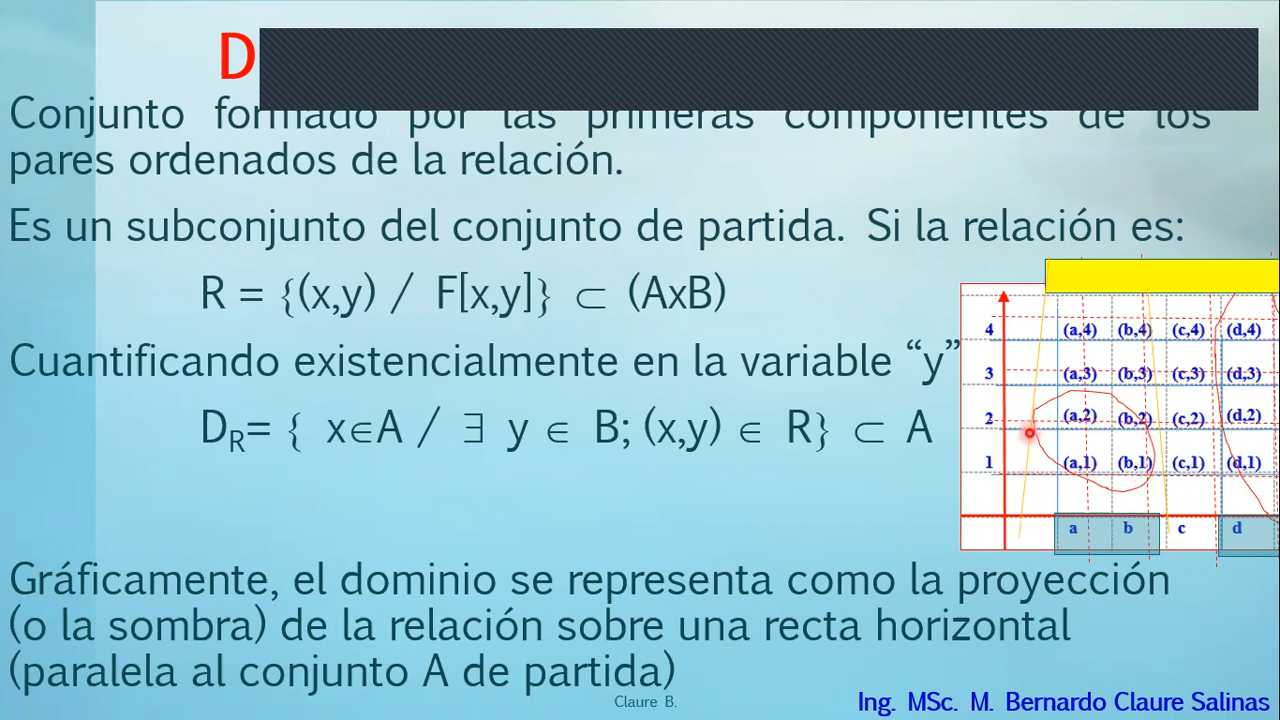 D
Conjunto formado por las primeras componentes de los
pares ordenados de la relación.
Es un subconjunto del conjunto de partida. Si la relación es:
R = {(x,y) / F[x,y]} ⊂ (AxB)
Cuantificando existencialmente en la variable “y”
D_R= { x∈A / ∃ y ∈ B; (x,y) ∈ R} ⊂ A
4 (a,4) (b,4) (c,4) (d,4)
3 (a,3) (b,3) (c,3) (d,3)
2 (a,2) (b,2) (c,2) (d,2)
1 (a,1) (b,1) (c,1) (d,1)
a b c d
Gráficamente, el dominio se representa como la proyección
(o la sombra) de la relación sobre una recta horizontal
(paralela al conjunto A de partida)
Claure B.
Ing. MSc. M. Bernardo Claure Salinas